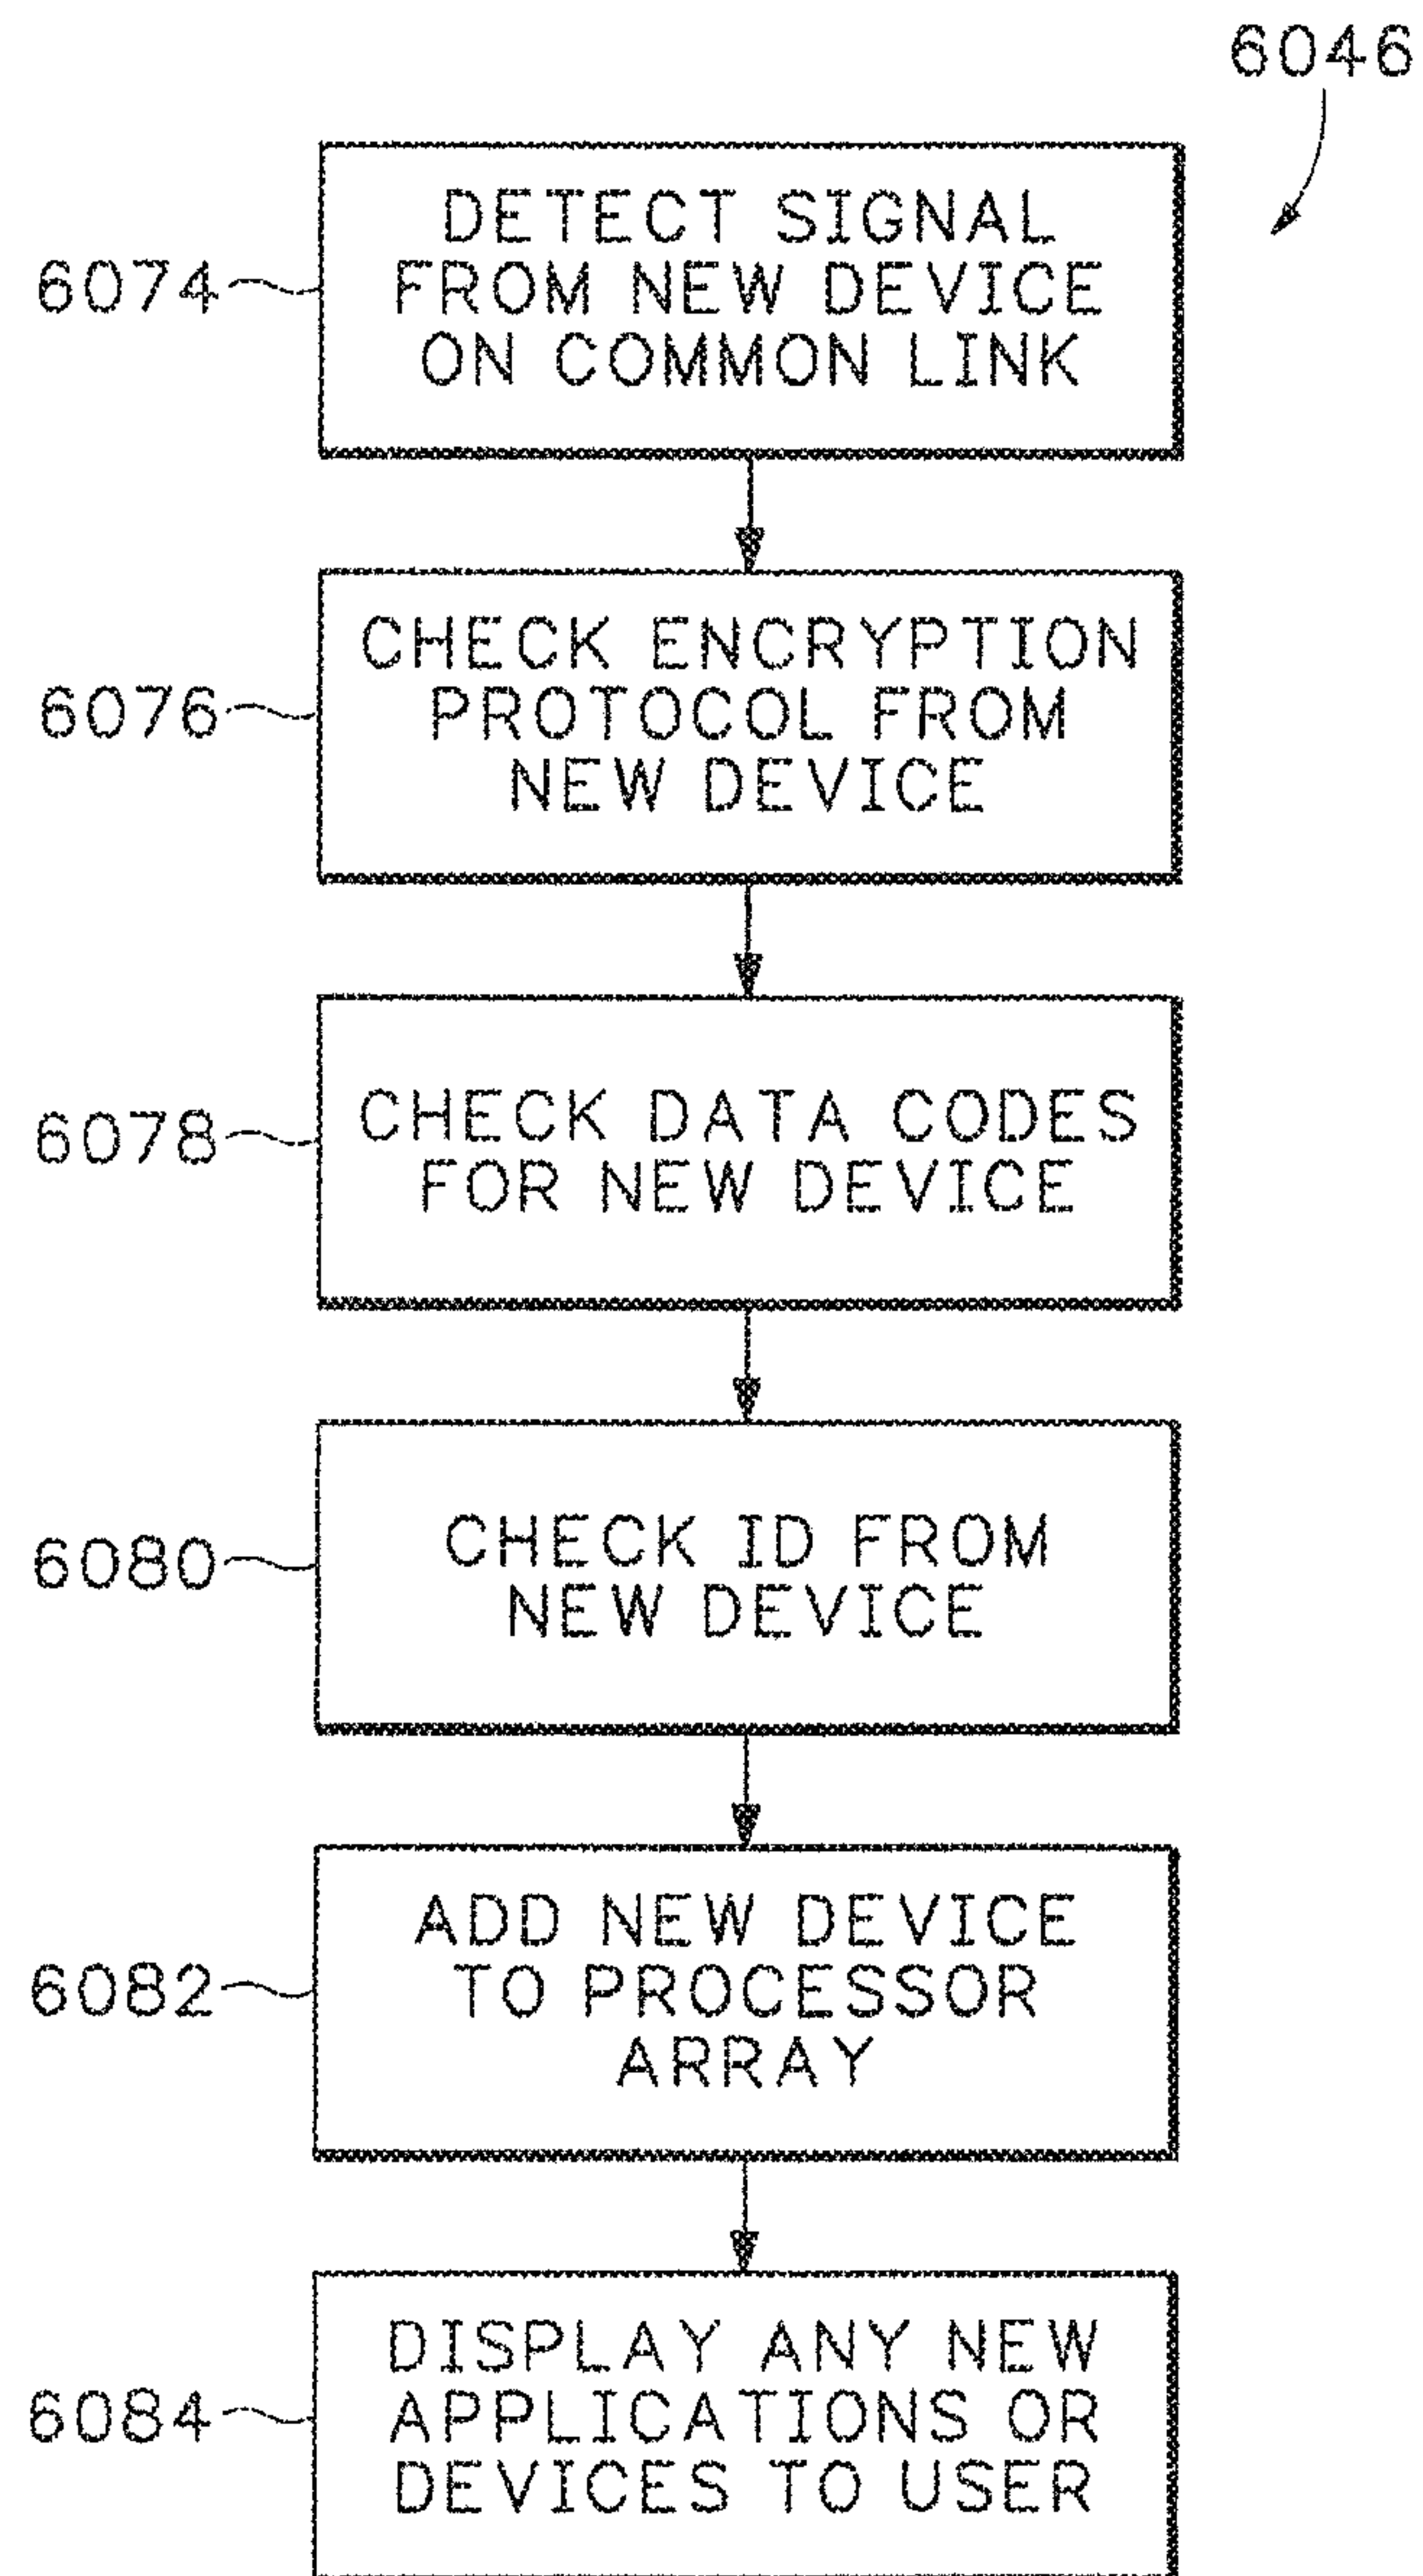 6046
DETECT SIGNAL
FROM NEW DEVICE
ON COMMON LINK
6074
CHECK ENCRYPTION
PROTOCOL FROM
NEW DEVICE
6076
CHECK DATA CODES
FOR NEW DEVICE
6078
CHECK ID FROM
NEW DEVICE
6080
ADD NEW DEVICE
TO PROCESSOR
ARRAY
6082
DISPLAY ANY NEW
APPLICATIONS OR
DEVICES TO USER
6084